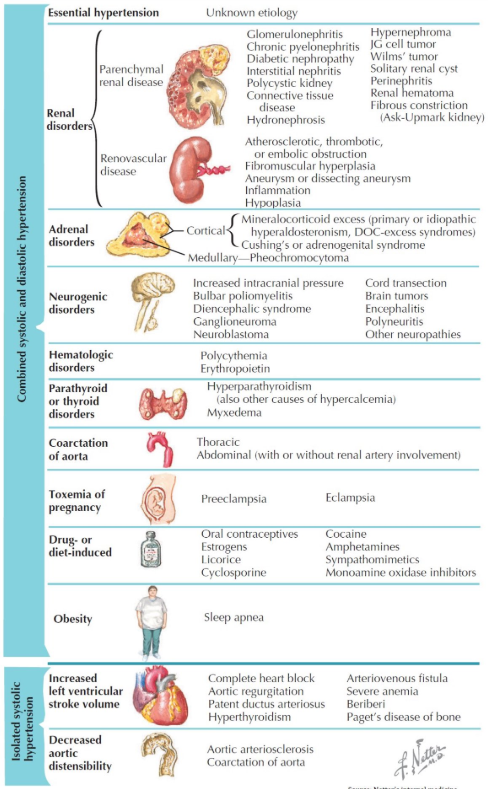 Essential hypertension Unknown etiology
Combined systolic and diastolic hypertension
Renal
disorders
Parenchymal
renal disease
Glomerulonephritis
Chronic pyelonephritis
Diabetic nephropathy
Interstitial nephritis
Polycystic kidney
Connective tissue
disease
Hydronephrosis
Hypernephroma
JG cell tumor
Wilms' tumor
Solitary renal cyst
Perinephritis
Renal hematoma
Fibrous constriction
(Ask-Upmark kidney)
Renovascular
disease
Atherosclerotic, thrombotic,
or embolic obstruction
Fibromuscular hyperplasia
Aneurysm or dissecting aneurysm
Inflammation
Hypoplasia
Adrenal
disorders
Cortical
Mineralocorticoid excess (primary or idiopathic
hyperaldosteronism, DOC-excess syndromes)
Cushing's or adrenogenital syndrome
Medullary—Pheochromocytoma
Neurogenic
disorders
Increased intracranial pressure
Bulbar poliomyelitis
Diencephalic syndrome
Ganglioneuroma
Neuroblastoma
Cord transection
Brain tumors
Encephalitis
Polyneuritis
Other neuropathies
Hematologic
disorders
Polycythemia
Erythropoietin
Parathyroid
or thyroid
disorders
Hyperparathyroidism
(also other causes of hypercalcemia)
Myxedema
Coarctation
of aorta
Thoracic
Abdominal (with or without renal artery involvement)
Toxemia of
pregnancy
Preeclampsia
Eclampsia
Drug- or
diet-induced
Oral contraceptives
Estrogens
Licorice
Cyclosporine
Cocaine
Amphetamines
Sympathomimetics
Monoamine oxidase inhibitors
Obesity
Sleep apnea
Isolated systolic
hypertension
Increased
left ventricular
stroke volume
Complete heart block
Aortic regurgitation
Patent ductus arteriosus
Hyperthyroidism
Arteriovenous fistula
Severe anemia
Beriberi
Paget's disease of bone
Decreased
aortic
distensibility
Aortic arteriosclerosis
Coarctation of aorta
f. Netter
M.D.